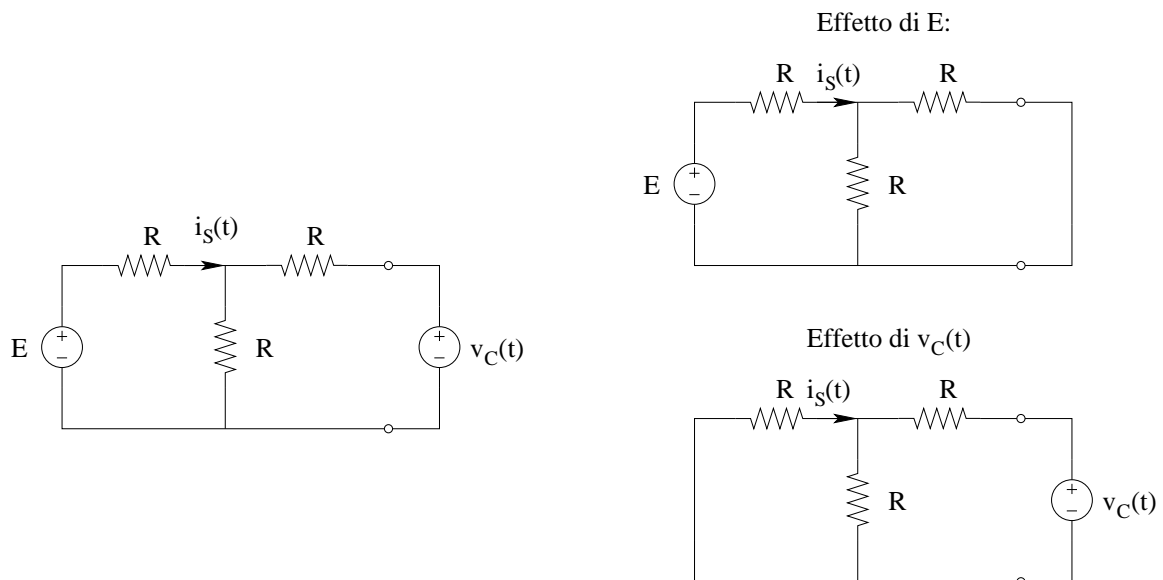 Effetto di E:
R
i_S(t)
R
E
+
−
R
i_S(t)
R
R
E
+
−
R
+
−
v_C(t)
Effetto di v_C(t)
R
i_S(t)
R
R
+
−
v_C(t)